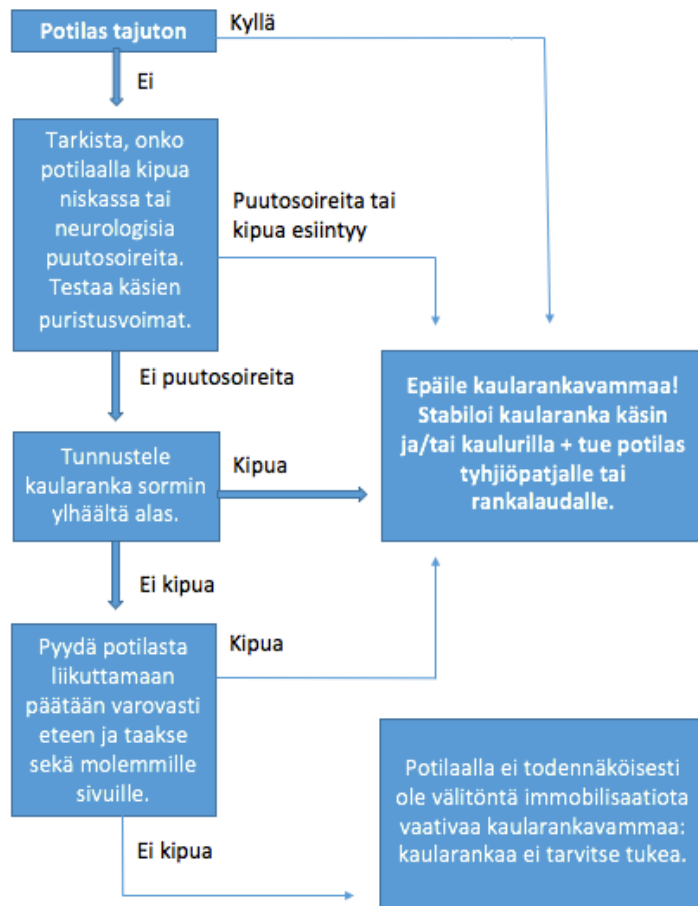 Potilas tajuton
Kyllä
Ei
Tarkista, onko
potilaalla kipua
niskassa tai
neurologisia
puutosoireita.
Testaa käsien
puristusvoimat.
Puutosoireita tai
kipua esiintyy
Ei puutosoireita
Epäile kaularankavammaa!
Stabiloi kaularanka käsin
ja/tai kaulurilla + tue potilas
tyhjiöpatjalle tai
rankalaudalle.
Tunnustele
kaularanka sormin
ylhäältä alas.
Kipua
Ei kipua
Pyydä potilasta
liikuttamaan
päätään varovasti
eteen ja taakse
sekä molemmille
sivuille.
Kipua
Ei kipua
Potilaalla ei todennäköisesti
ole välitöntä immobilisaatiota
vaativaa kaularankavammaa:
kaularankaa ei tarvitse tukea.